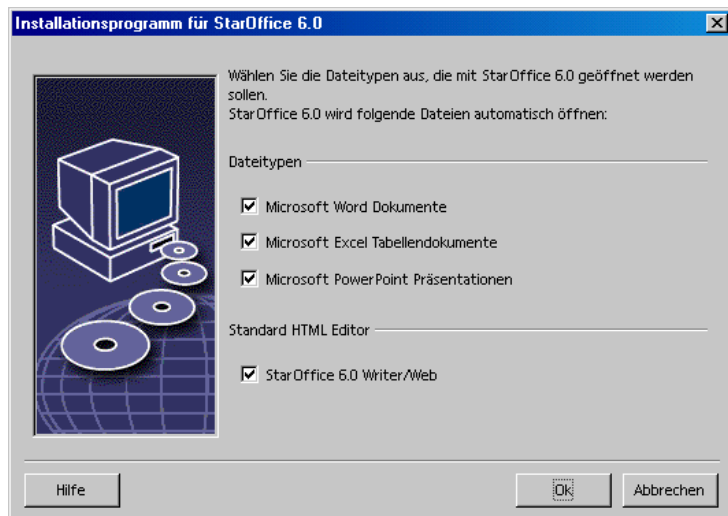 Installationsprogramm für StarOffice 6.0
Wählen Sie die Dateitypen aus, die mit StarOffice 6.0 geöffnet werden
sollen.
StarOffice 6.0 wird folgende Dateien automatisch öffnen:
Dateitypen
Microsoft Word Dokumente
Microsoft Excel Tabellendokumente
Microsoft PowerPoint Präsentationen
Standard HTML Editor
StarOffice 6.0 Writer/Web
Hilfe
Ok
Abbrechen